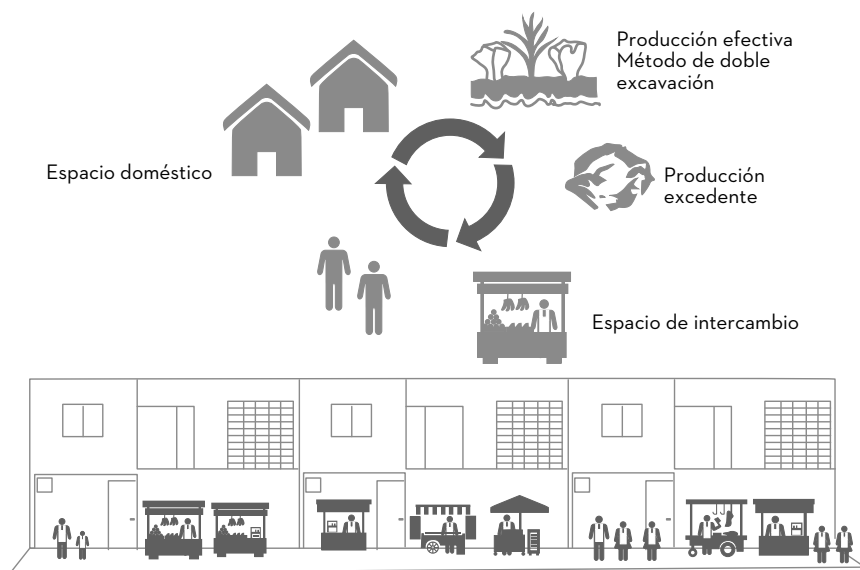 Producción efectiva
Método de doble
excavación
Espacio doméstico
Producción
excedente
Espacio de intercambio